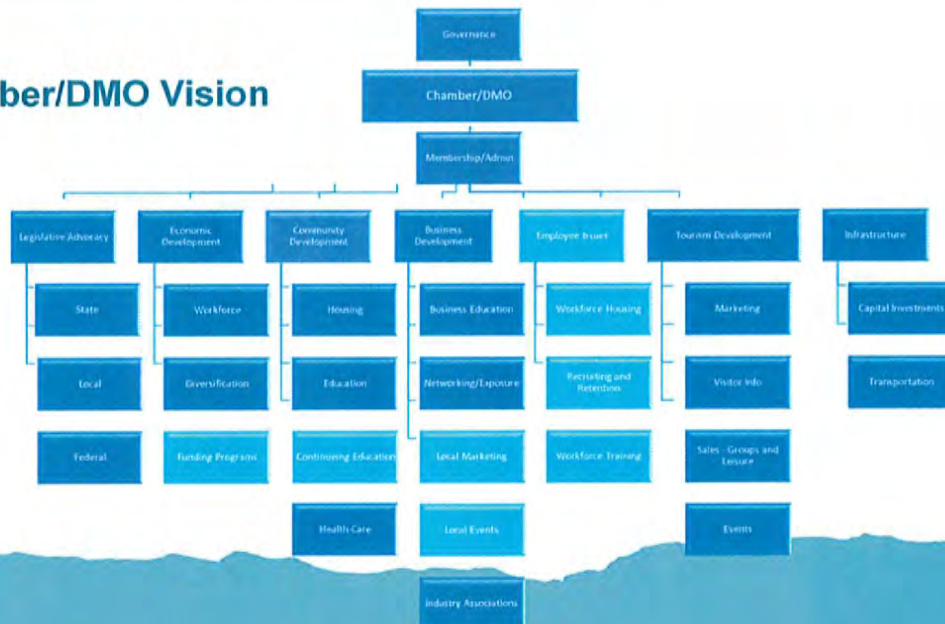 Governance
ber/DMO Vision
Chamber/DMO
Membership/Admin
Legislative Advocacy
Economic
Development
Community
Development
Business
Development
Employee Issues
Tourism Development
Infrastructure
State
Workforce
Housing
Business Education
Workforce Housing
Marketing
Capital Investments
Local
Diversification
Education
Networking/Exposure
Recruiting and
Retention
Visitor Info
Transportation
Federal
Funding Programs
Continuing Education
Local Marketing
Workforce Training
Sales - Groups and
Leisure
Health Care
Local Events
Events
Industry Associations